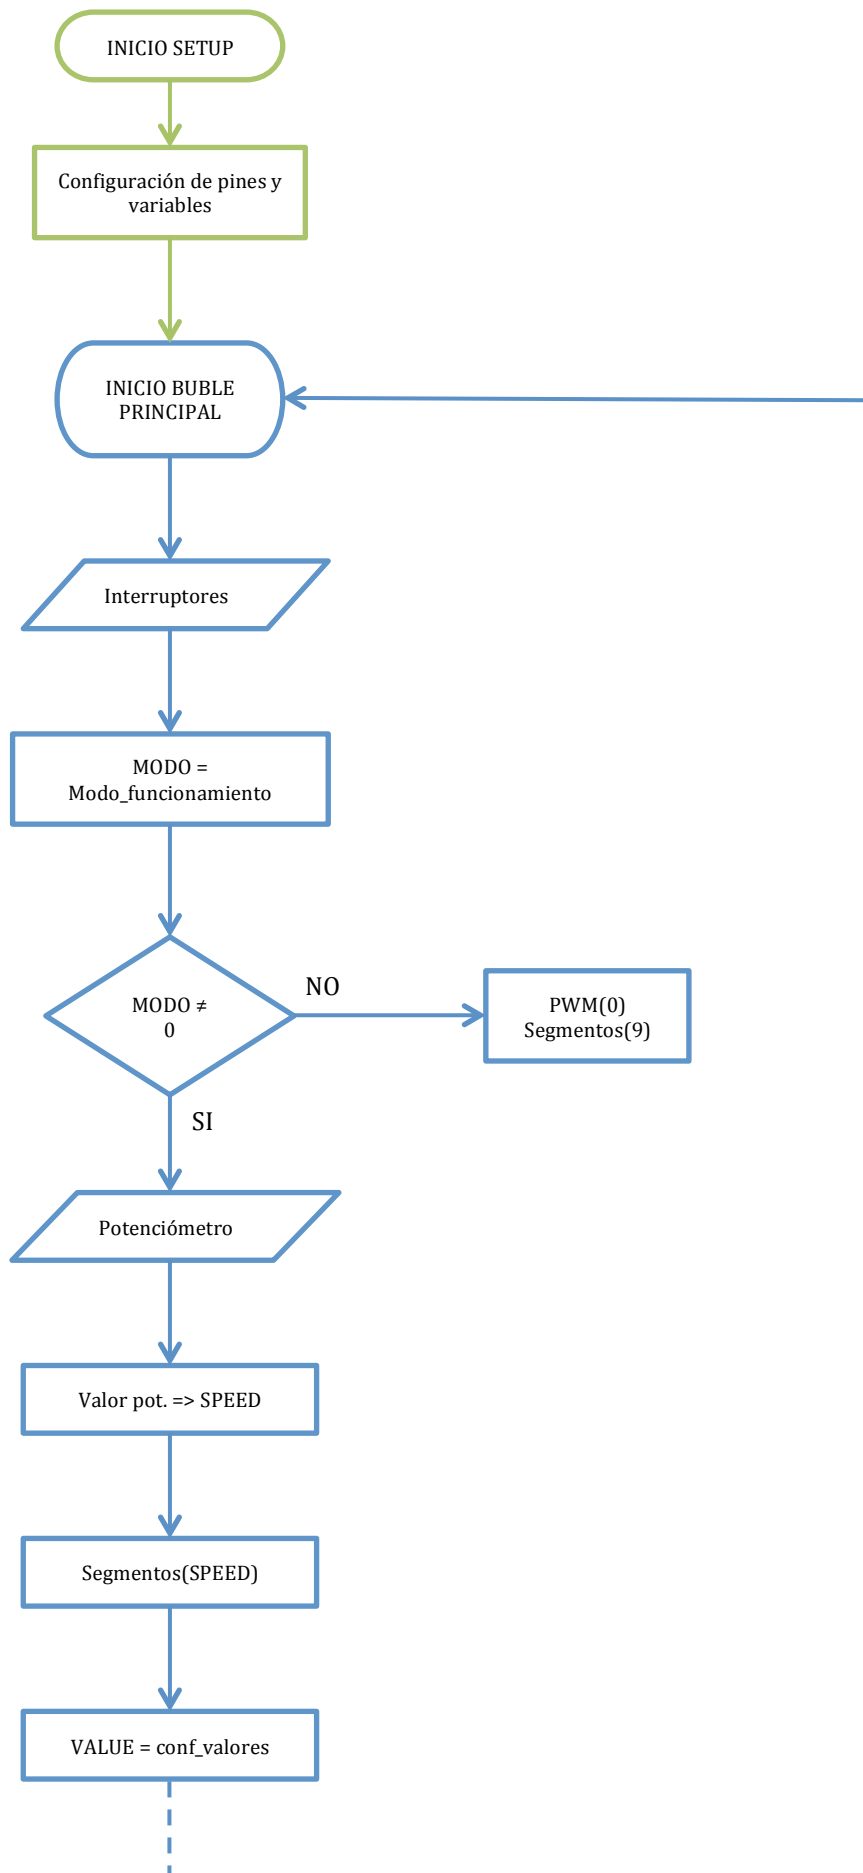 INICIO SETUP
Configuración de pines y
variables
INICIO BUBLE
PRINCIPAL
Interruptores
MODO =
Modo_funcionamiento
MODO ≠
0
NO
PWM(0)
Segmentos(9)
SI
Potenciómetro
Valor pot. => SPEED
Segmentos(SPEED)
VALUE = conf_valores